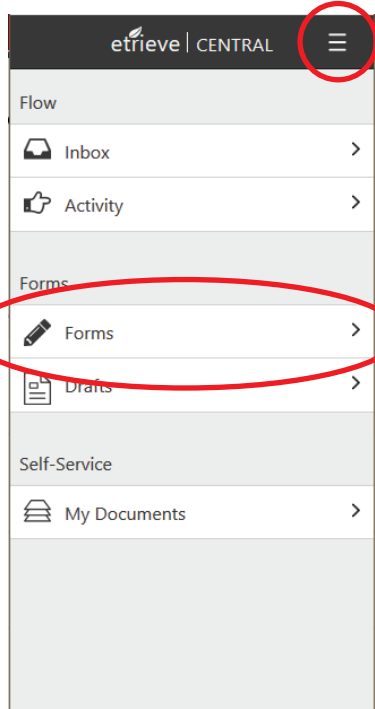 etrieve | CENTRAL
Flow
Inbox
Activity
Forms
Forms
Drafts
Self-Service
My Documents